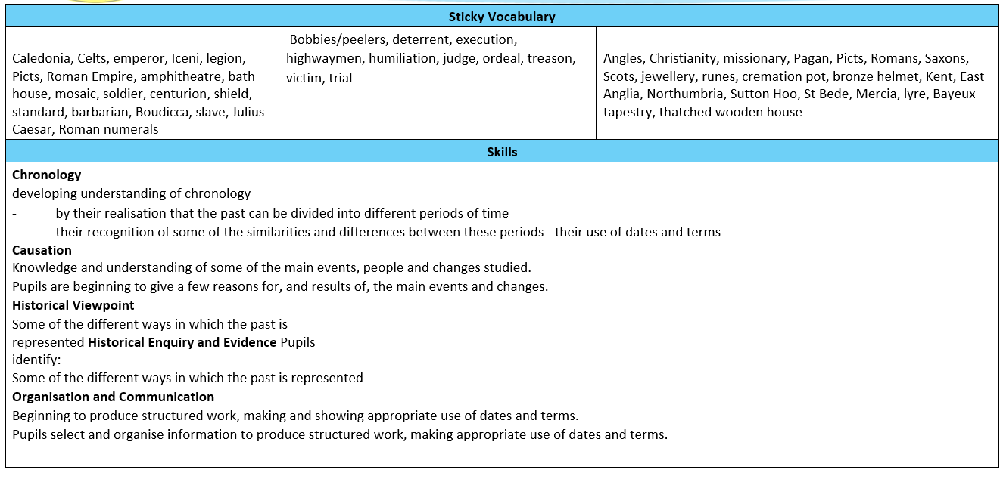 Sticky Vocabulary
Caledonia, Celts, emperor, Iceni, legion,
Picts, Roman Empire, amphitheatre, bath
house, mosaic, soldier, centurion, shield,
standard, barbarian, Boudicca, slave, Julius
Caesar, Roman numerals
Bobbies/peelers, deterrent, execution,
highwaymen, humiliation, judge, ordeal, treason,
victim, trial
Angles, Christianity, missionary, Pagan, Picts, Romans, Saxons,
Scots, jewellery, runes, cremation pot, bronze helmet, Kent, East
Anglia, Northumbria, Sutton Hoo, St Bede, Mercia, lyre, Bayeux
tapestry, thatched wooden house
Skills
Chronology
developing understanding of chronology
- by their realisation that the past can be divided into different periods of time
- their recognition of some of the similarities and differences between these periods - their use of dates and terms
Causation
Knowledge and understanding of some of the main events, people and changes studied.
Pupils are beginning to give a few reasons for, and results of, the main events and changes.
Historical Viewpoint
Some of the different ways in which the past is
represented Historical Enquiry and Evidence Pupils
identify:
Some of the different ways in which the past is represented
Organisation and Communication
Beginning to produce structured work, making and showing appropriate use of dates and terms.
Pupils select and organise information to produce structured work, making appropriate use of dates and terms.